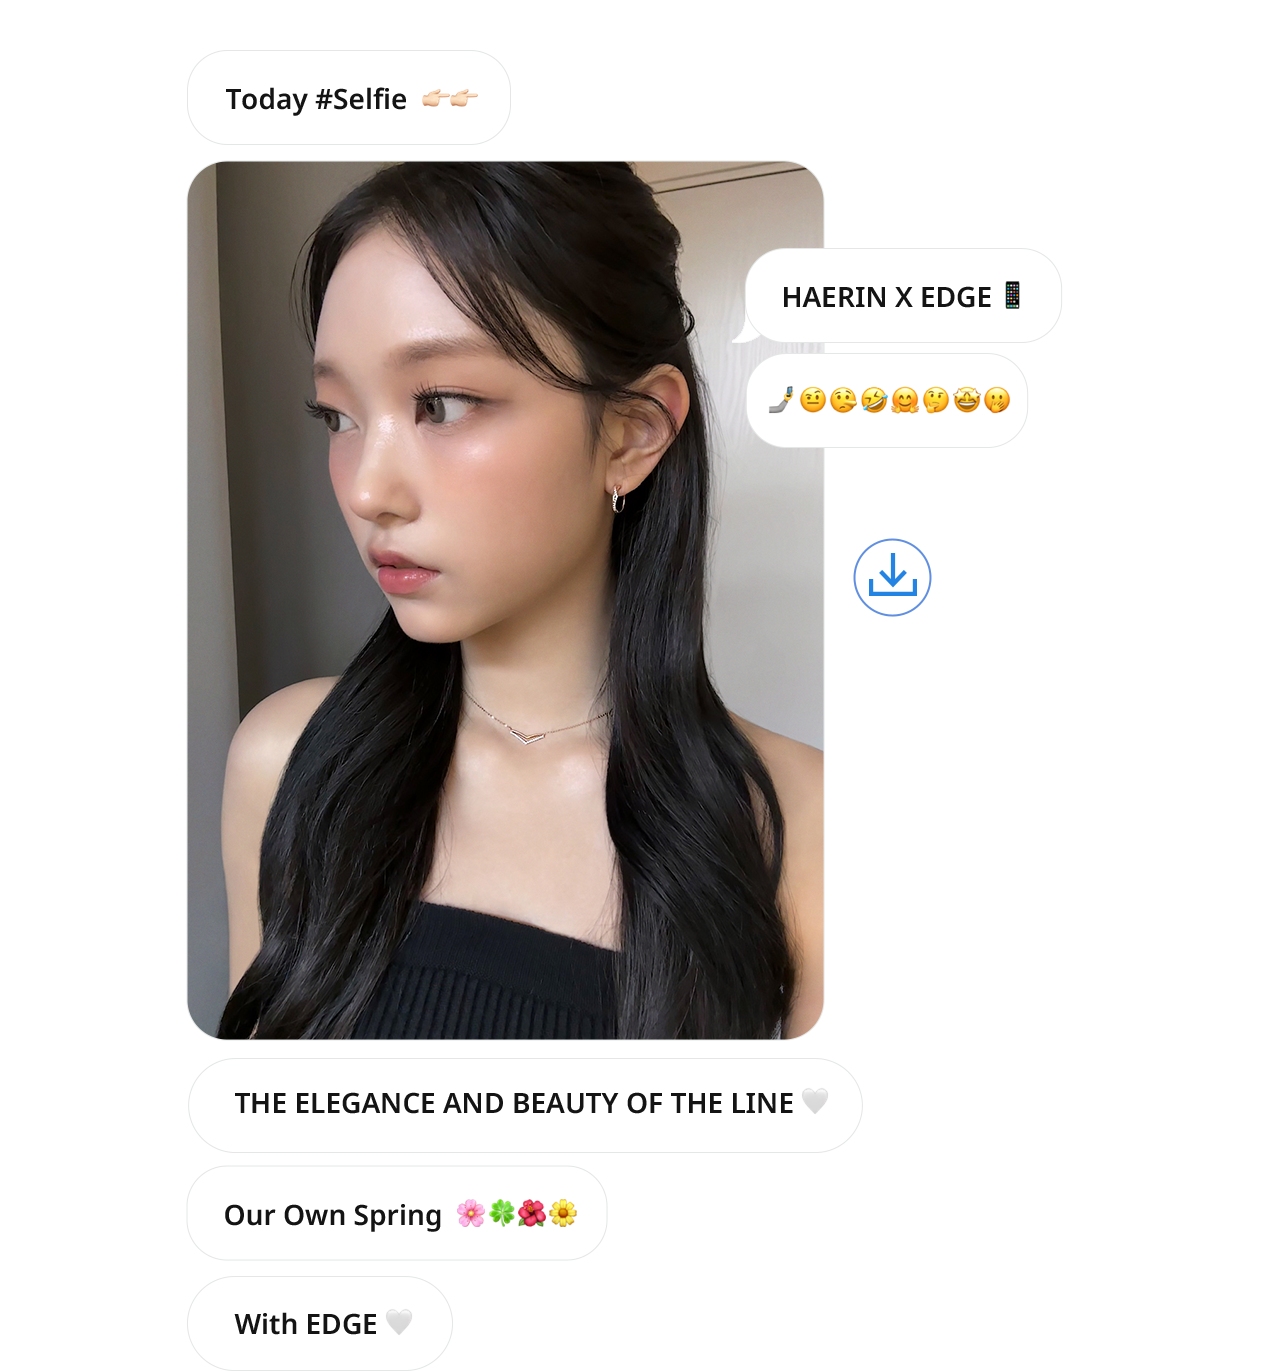 Today #Selfie 👉🏻👉🏻
HAERIN X EDGE 📱
🤳🤨🤥🤣🤗🤔🤩🫢
THE ELEGANCE AND BEAUTY OF THE LINE 🤍
Our Own Spring 🌸🍀🌺🌼
With EDGE 🤍